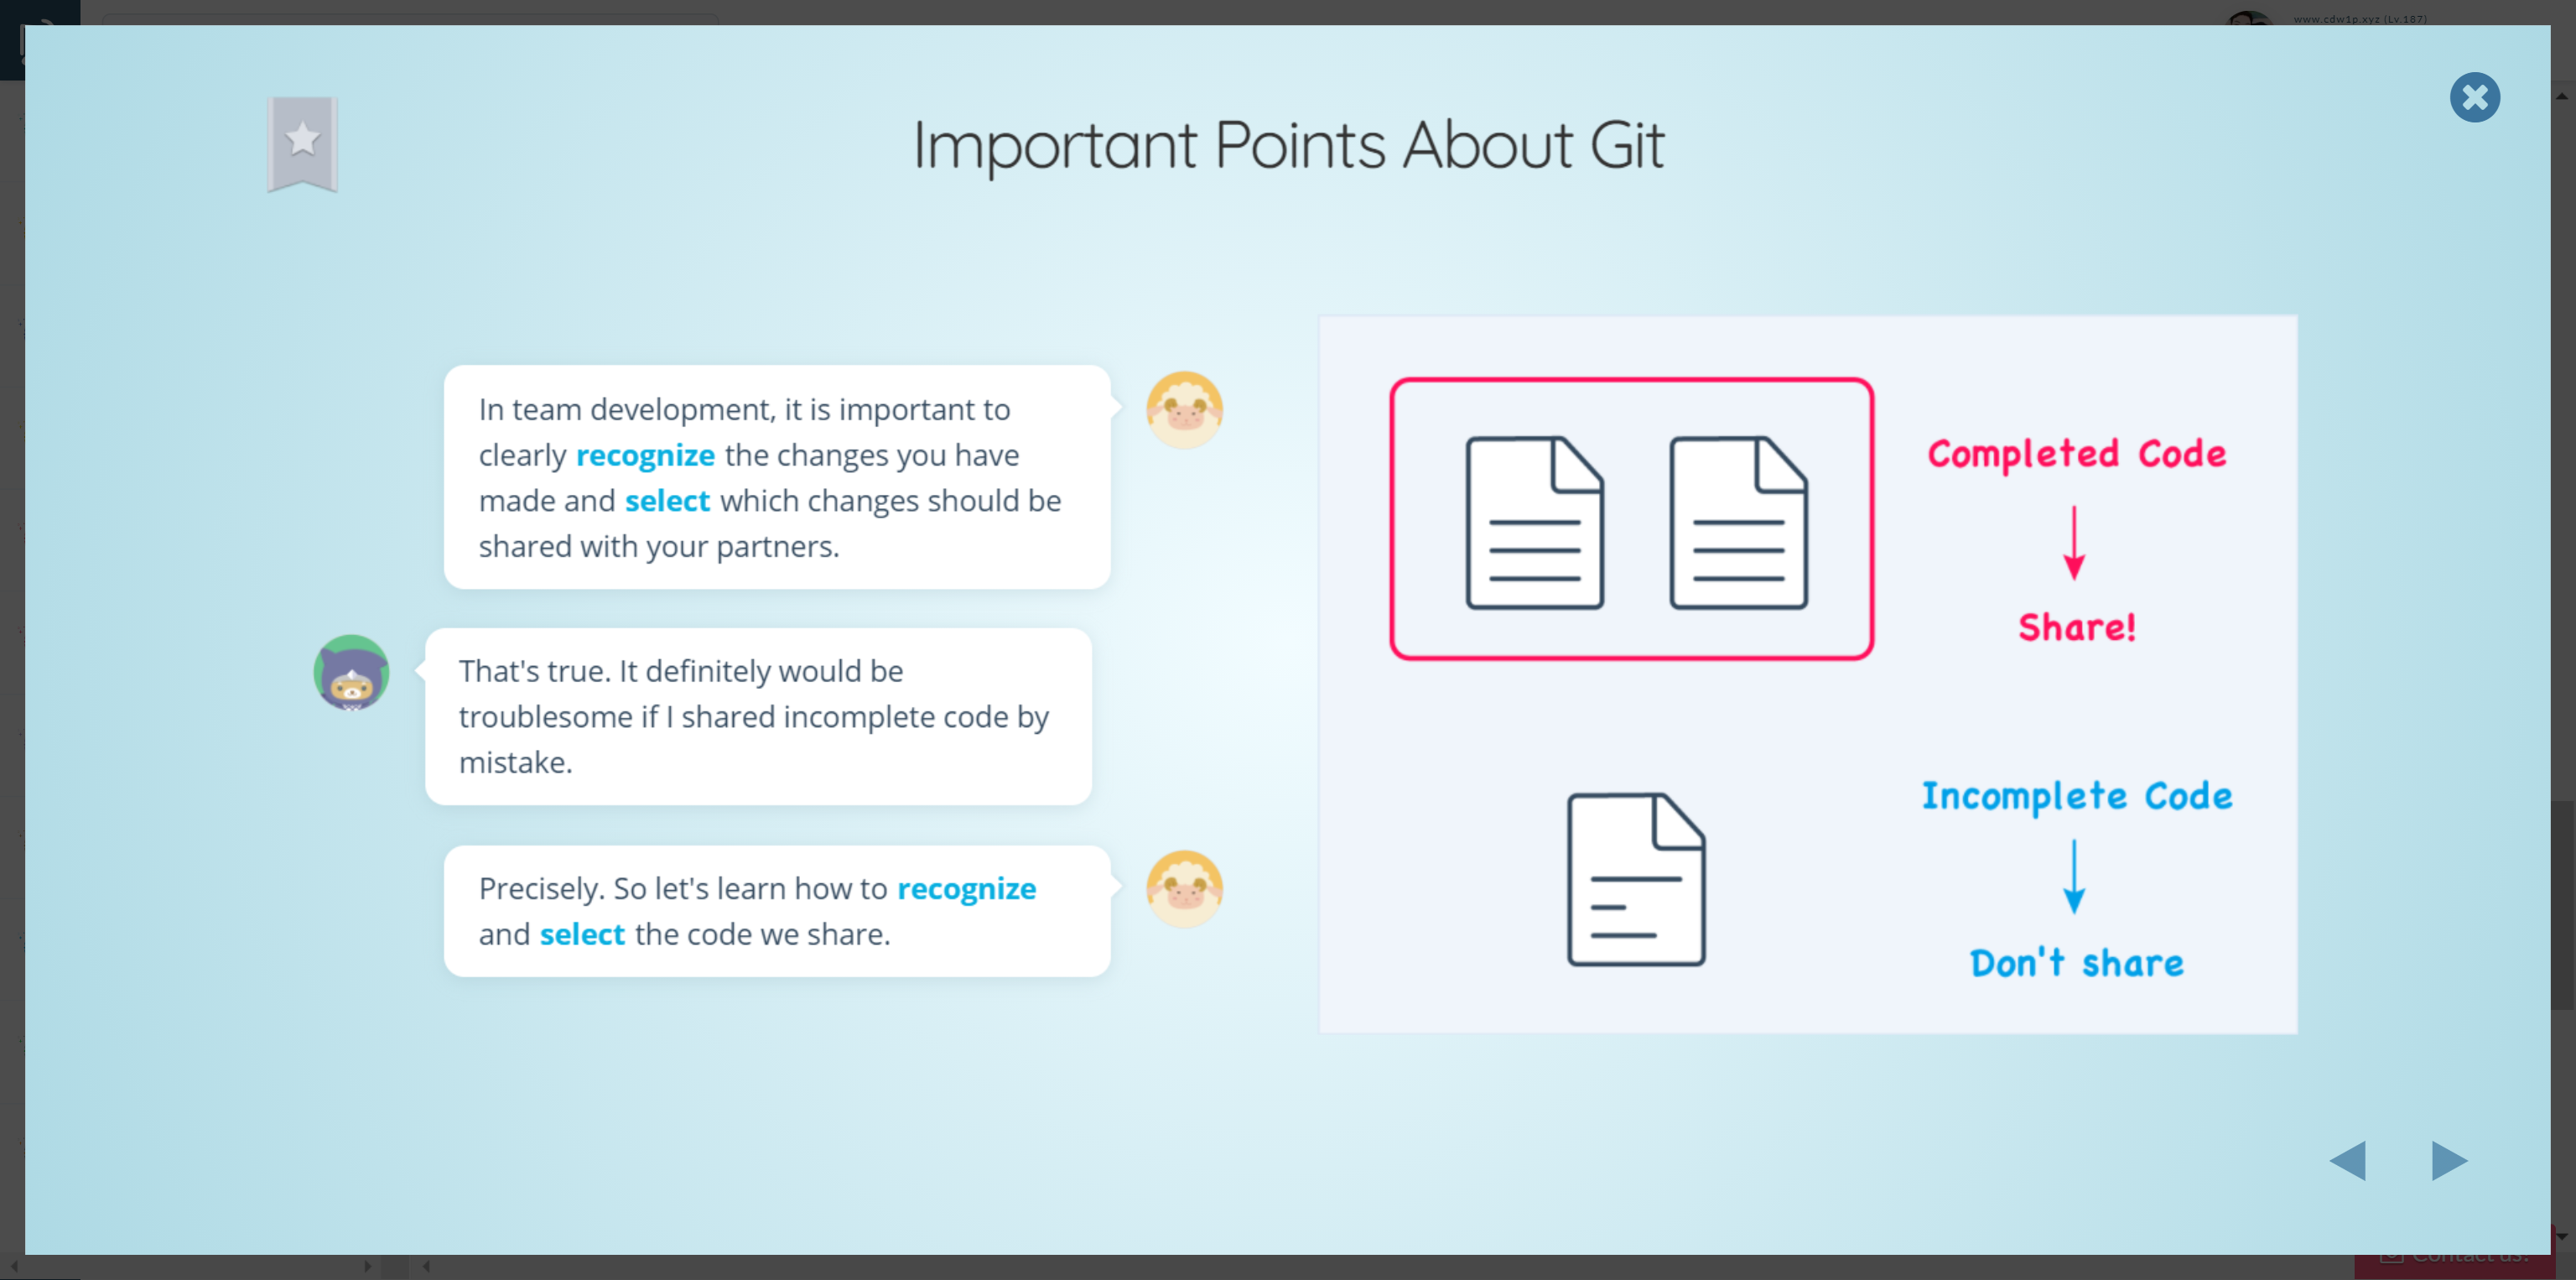 www.cdw1p.xyz (Lv.187)
Important Points About Git
In team development, it is important to
clearly recognize the changes you have
made and select which changes should be
shared with your partners.
That's true. It definitely would be
troublesome if I shared incomplete code by
mistake.
Precisely. So let's learn how to recognize
and select the code we share.
Completed Code
Share!
Incomplete Code
Don't share
Contact us!